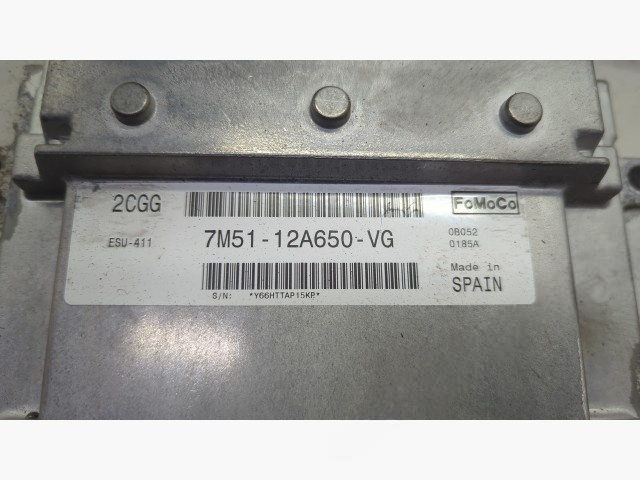 2CGG
FoMoCo
ESU-411
7M51-12A650-VG
0B052
0185A
Made in
SPAIN
S/N: *Y66HTTAP15KP*